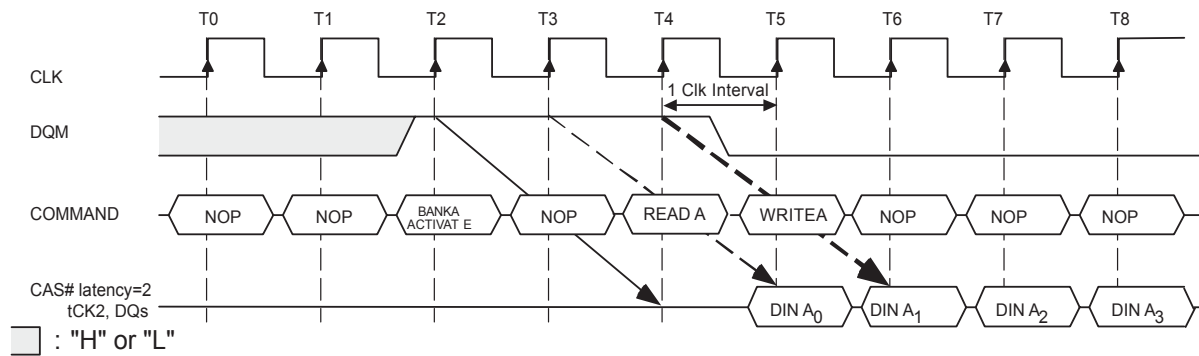 T0 T1 T2 T3 T4 T5 T6 T7 T8
CLK
1 Clk Interval
DQM
COMMAND NOP NOP BANKA ACTIVAT E NOP READ A WRITEA NOP NOP NOP
CAS# latency=2
tCK2, DQs DIN A0 DIN A1 DIN A2 DIN A3
: "H" or "L"